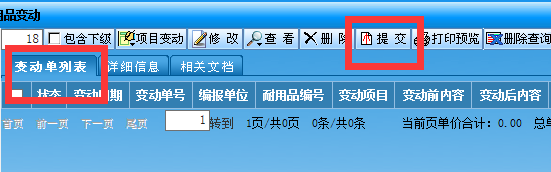 耐用品变动
18 包含下级 项目变动 修改 查看 删除 提交 打印预览 删除查询
变动单列表 详细信息 相关文档
状态 变动日期 变动单号 编报单位 耐用品编号 变动项目 变动前内容 变动后内容
首页 前一页 下一页 尾页 1 转到 1页/共0页 0条/共0条 当前页单价合计：0.00 总单